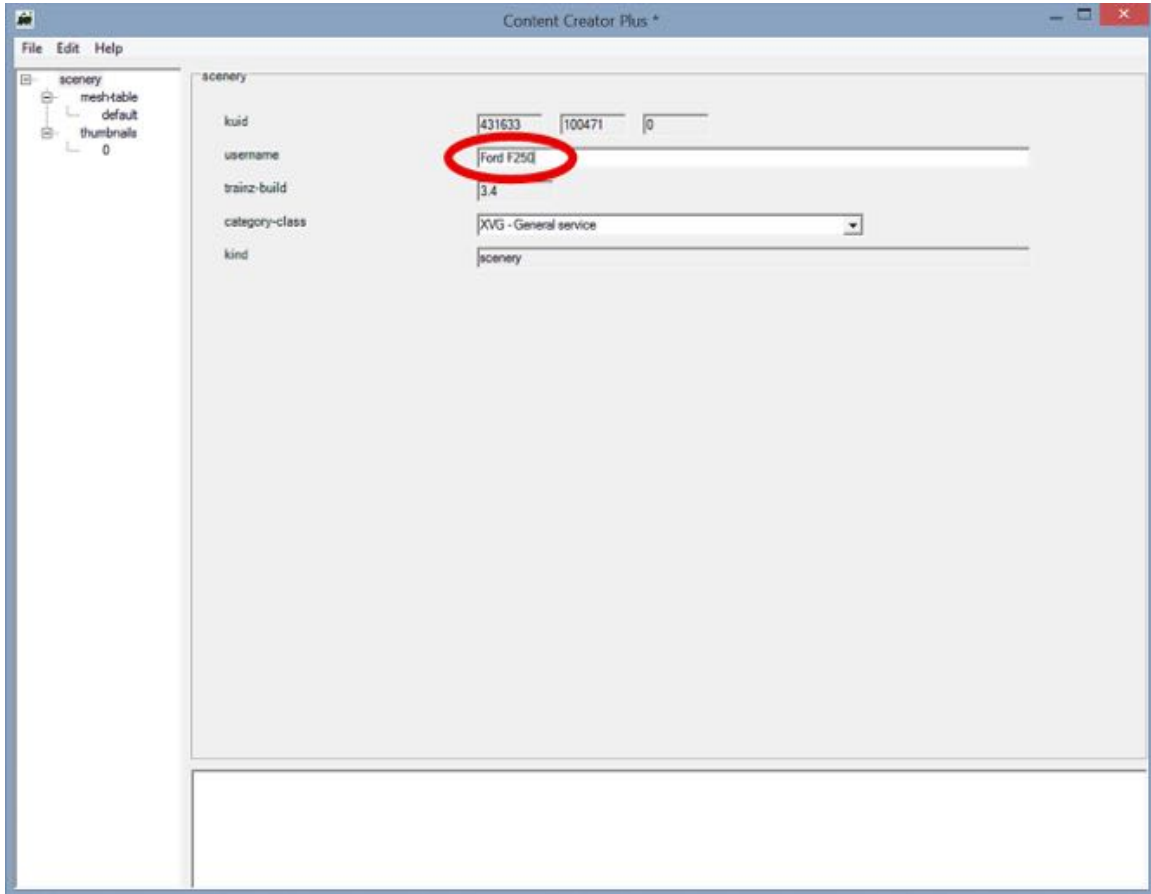 Content Creator Plus *
File Edit Help
scenery
mesh-table
default
thumbnails
0
scenery
kuid 431633 100471 0
username Ford F250
trainz-build 3.4
category-class XVG - General service
kind scenery